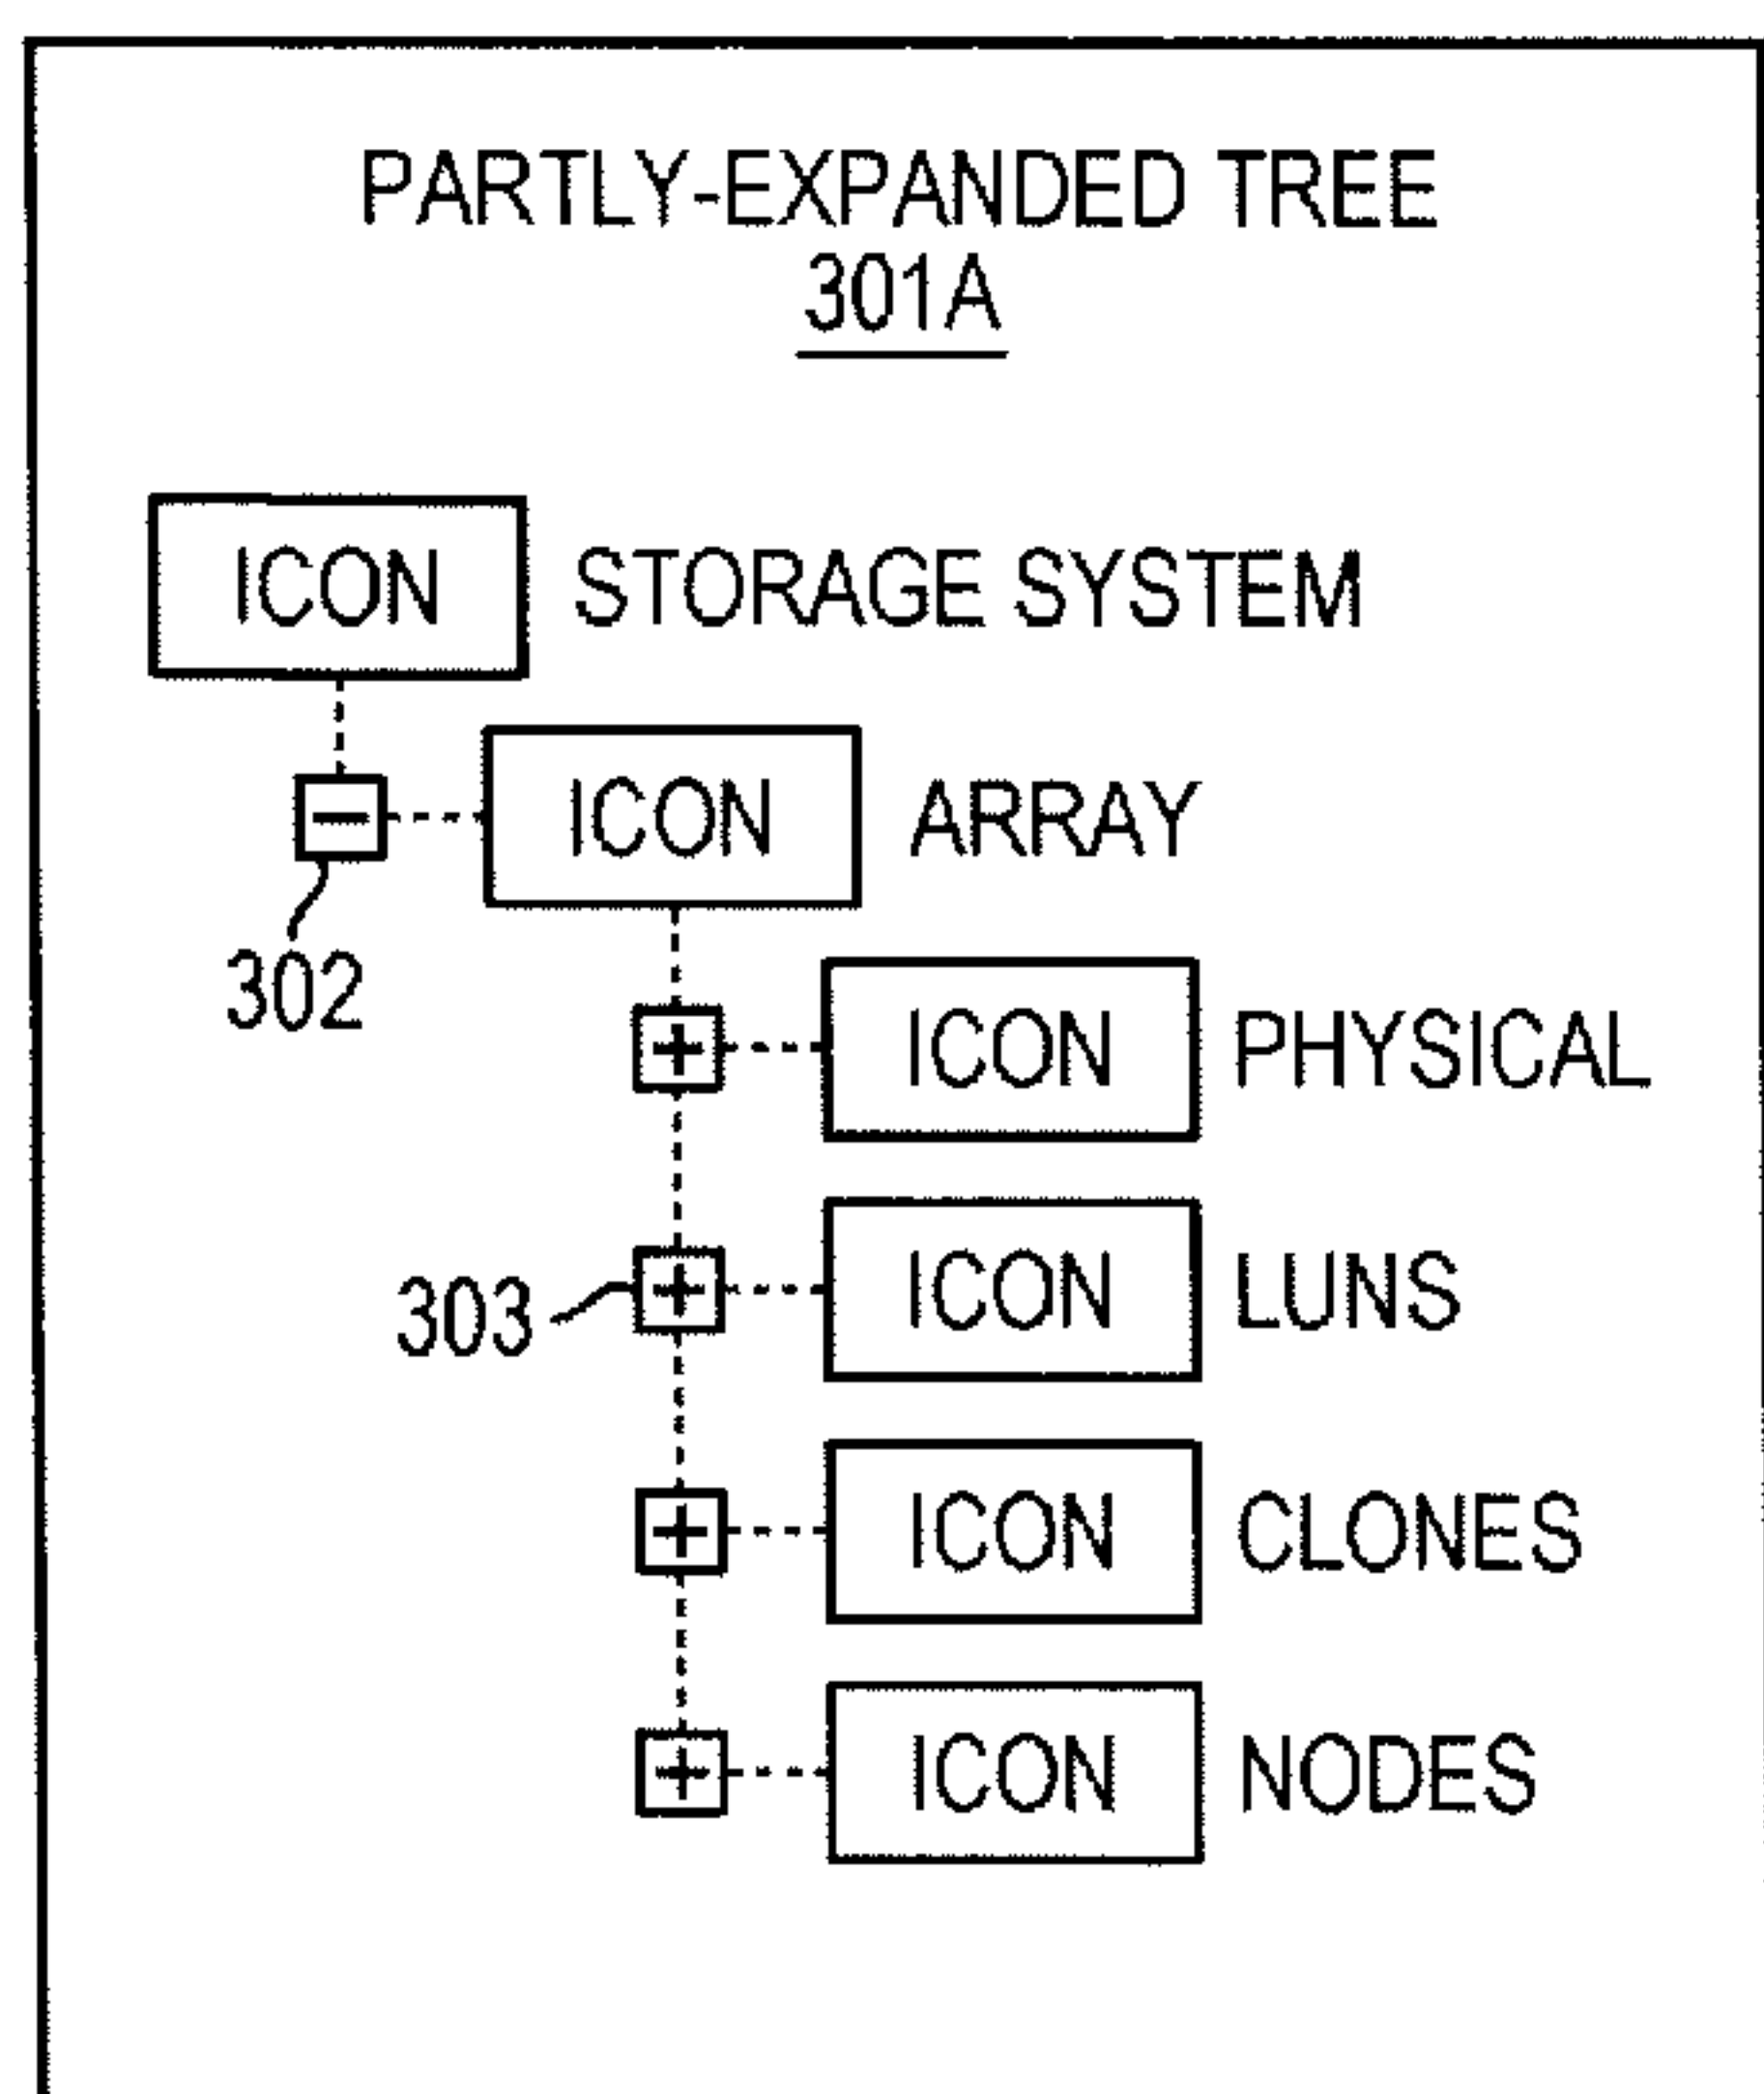 PARTLY-EXPANDED TREE
301A
ICON STORAGE SYSTEM
ICON ARRAY
302
ICON PHYSICAL
303 ICON LUNS
ICON CLONES
ICON NODES